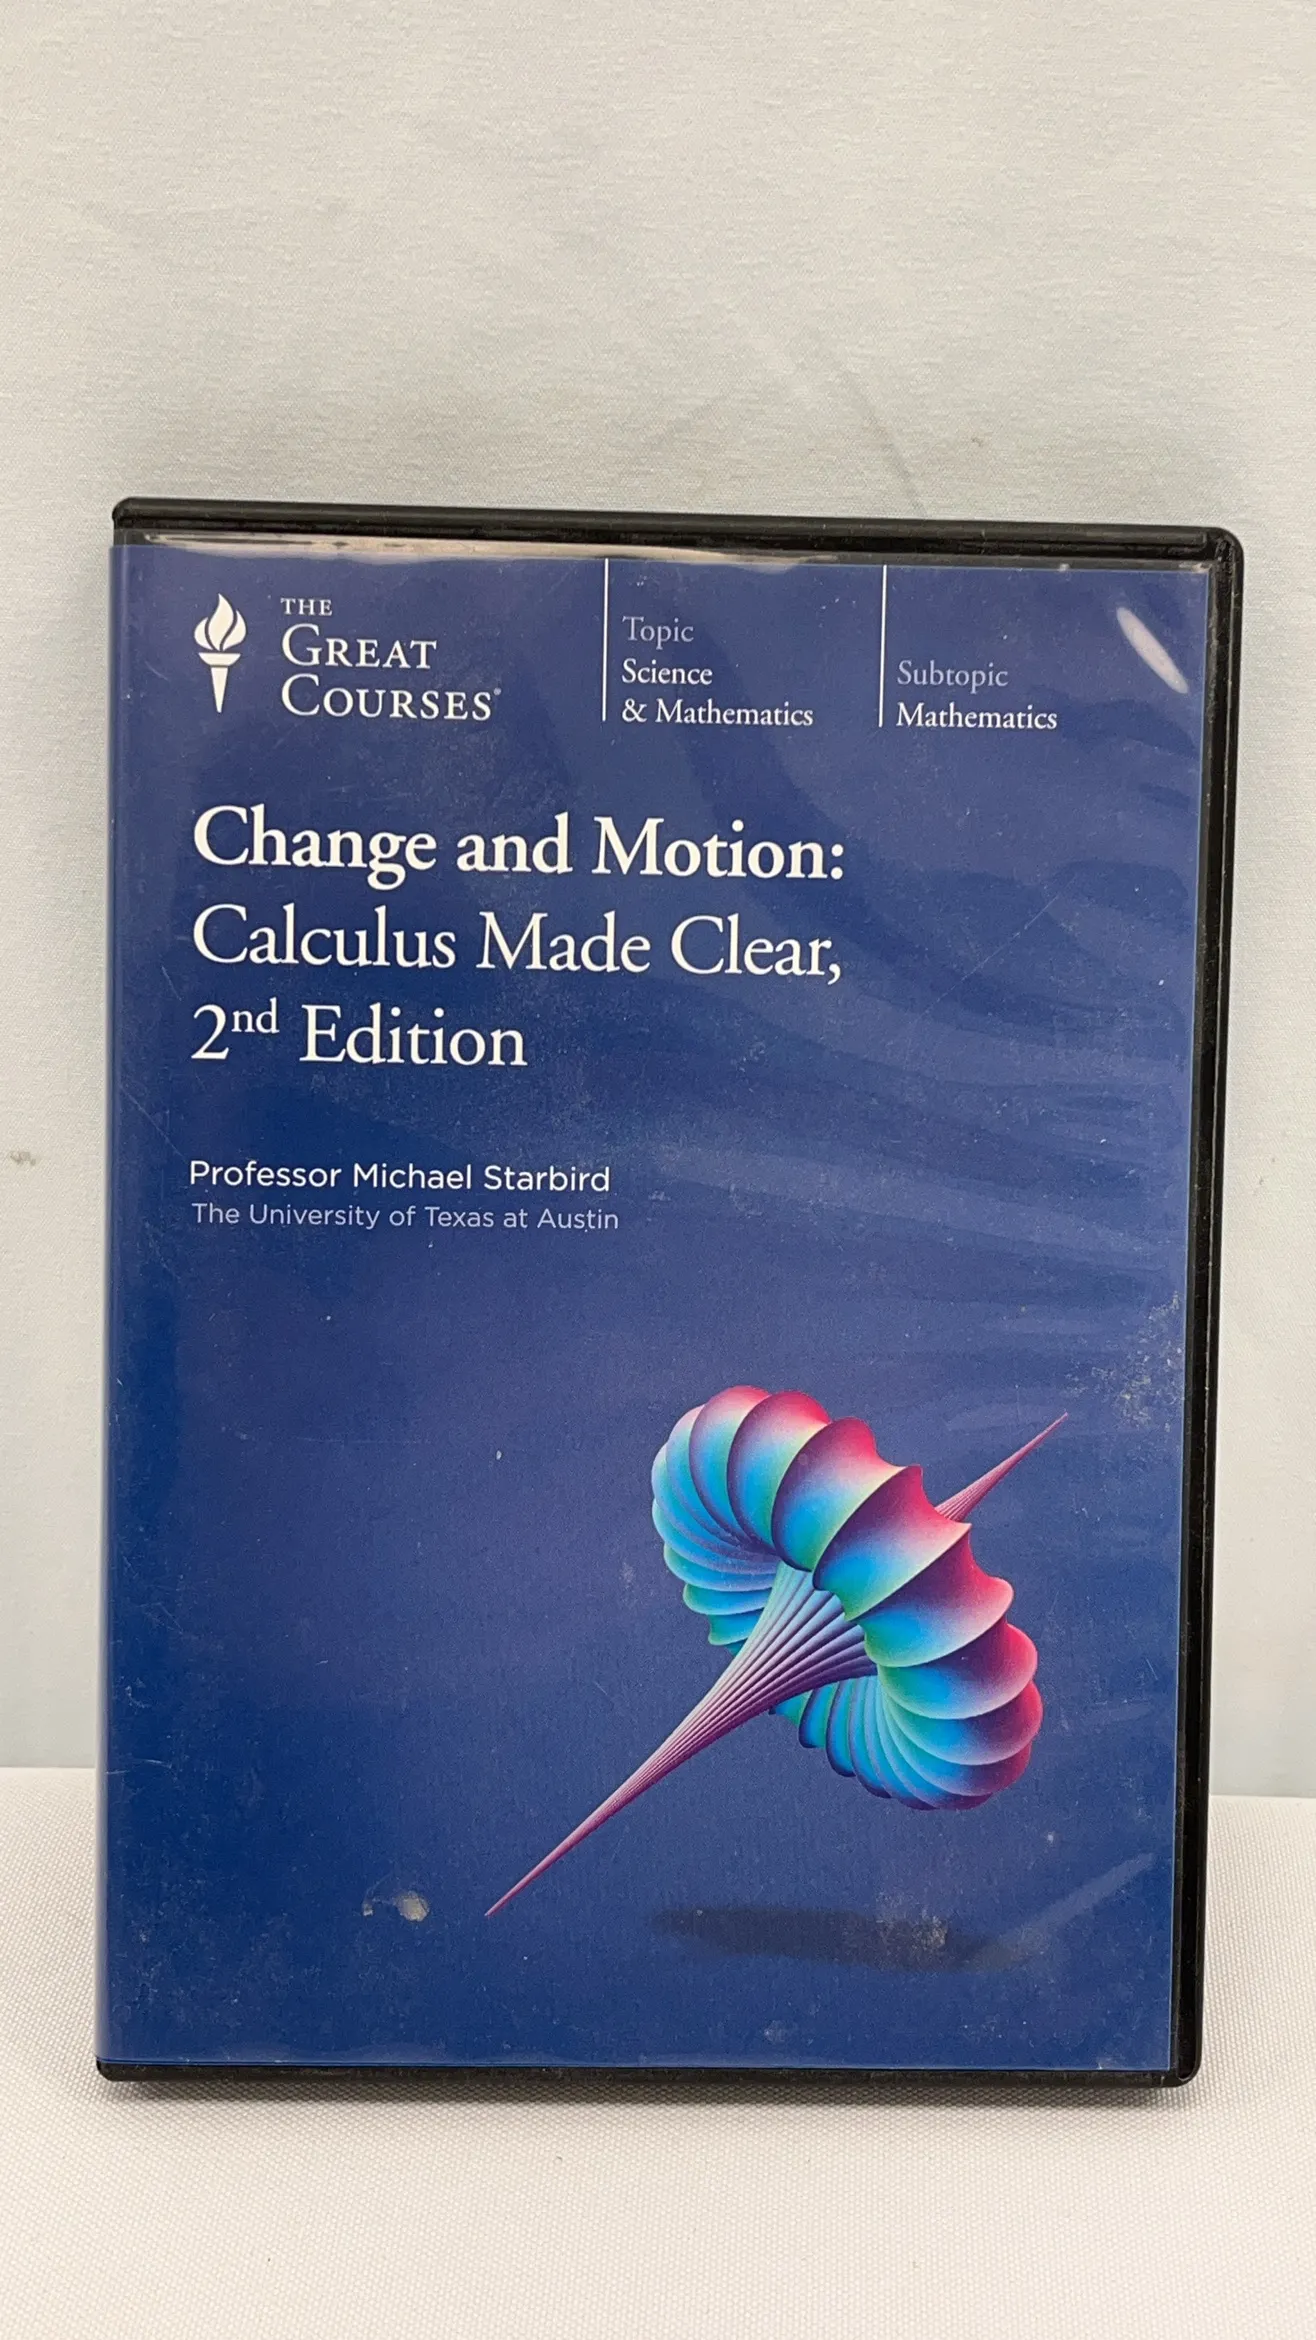 THE
GREAT
COURSES®
Topic
Science
& Mathematics
Subtopic
Mathematics
Change and Motion:
Calculus Made Clear,
2nd Edition
Professor Michael Starbird
The University of Texas at Austin